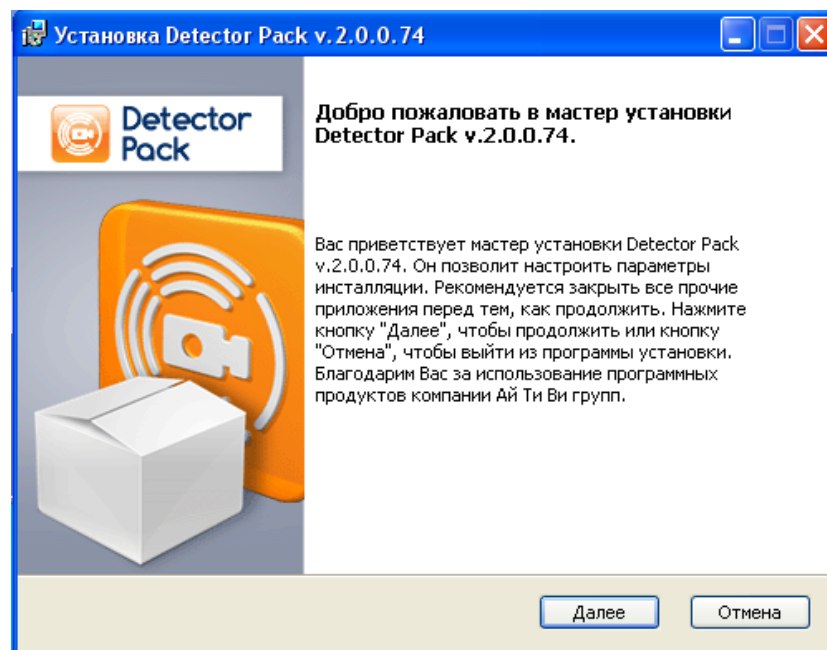 Установка Detector Pack v.2.0.0.74
Detector
Pack
Добро пожаловать в мастер установки
Detector Pack v.2.0.0.74.
Вас приветствует мастер установки Detector Pack
v.2.0.0.74. Он позволит настроить параметры
инсталляции. Рекомендуется закрыть все прочие
приложения перед тем, как продолжить. Нажмите
кнопку "Далее", чтобы продолжить или кнопку
"Отмена", чтобы выйти из программы установки.
Благодарим Вас за использование программных
продуктов компании Ай Ти Ви групп.
Далее
Отмена